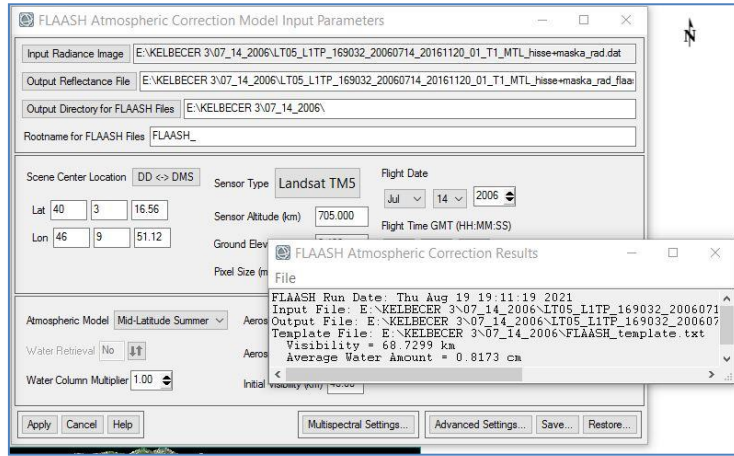 FLAASH Atmospheric Correction Model Input Parameters
N
Input Radiance Image E:\KELBECER 3\07_14_2006\LT05_L1TP_169032_20060714_20161120_01_T1_MTL_hisse+maska_rad.dat
Output Reflectance File E:\KELBECER 3\07_14_2006\LT05_L1TP_169032_20060714_20161120_01_T1_MTL_hisse+maska_rad_flaa
Output Directory for FLAASH Files E:\KELBECER 3\07_14_2006\
Rootname for FLAASH Files FLAASH_
Scene Center Location DD <-> DMS
Lat 40 3 16.56
Lon 46 9 51.12
Sensor Type Landsat TM5
Sensor Altitude (km) 705.000
Ground Elev
Pixel Size (m
Flight Date
Jul 14 2006
Flight Time GMT (HH:MM:SS)
Atmospheric Model Mid-Latitude Summer
Water Retrieval No
Water Column Multiplier 1.00
Aeros
Aeros
Initial Visibility (km)
FLAASH Atmospheric Correction Results
File
FLAASH Run Date: Thu Aug 19 19:11:19 2021
Input File: E:\KELBECER 3\07_14_2006\LT05_L1TP_169032_2006071
Output File: E:\KELBECER 3\07_14_2006\LT05_L1TP_169032_200607
Template File: E:\KELBECER 3\07_14_2006\FLAASH_template.txt
Visibility = 68.7299 km
Average Water Amount = 0.8173 cm
Apply Cancel Help Multispectral Settings... Advanced Settings... Save... Restore...